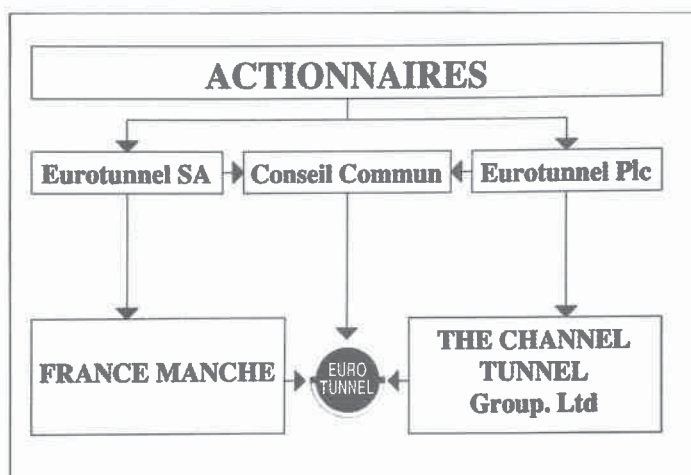 ACTIONNAIRES
Eurotunnel SA
Conseil Commun
Eurotunnel Plc
FRANCE MANCHE
EURO
TUNNEL
THE CHANNEL
TUNNEL
Group. Ltd